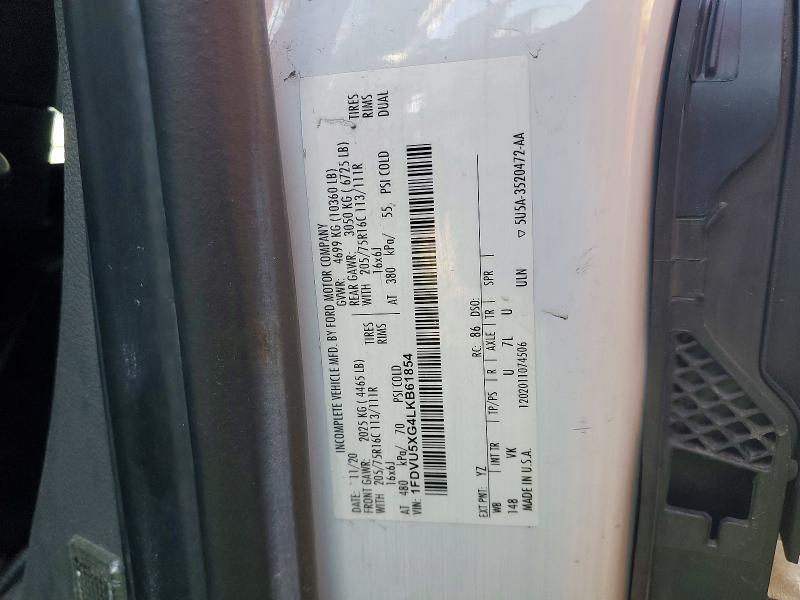 INCOMPLETE VEHICLE MFD. BY FORD MOTOR COMPANY
DATE: 11/20 GVWR: 4699 KG (10360 LB)
FRONT GAWR: 2025 KG (4465 LB) REAR GAWR: 3050 KG (6725 LB)
WITH 205/75R16C 113/111R TIRES WITH 205/75R16C 113/111R TIRES
16x6J RIMS 16x6J RIMS
AT 480 kPa/ 70 PSI COLD AT 380 kPa/ 55 PSI COLD DUAL
VIN: 1FDVU5XG4LKB61854
EXT PNT: YZ RC: 86 DSO:
WB INT TR TP/PS R AXLE TR SPR
148 VK U 7L U ULN
MADE IN U.S.A. 1202011074506 ▽ 5U5A-3520472-AA